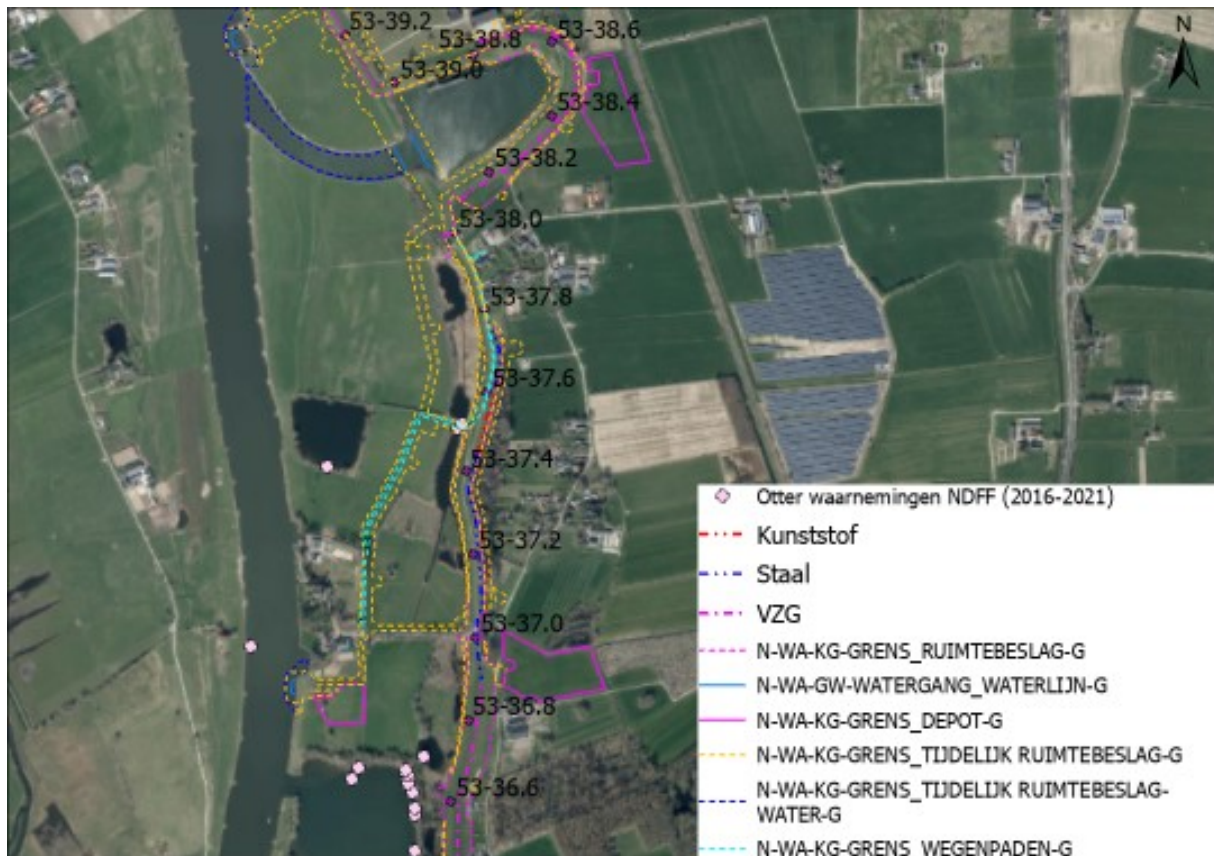 53-39.2
53-38.8
53-38.6
53-39.0
53-38.4
53-38.2
53-38.0
53-37.8
53-37.6
53-37.4
53-37.2
53-37.0
53-36.8
53-36.6
N
Otter waarnemingen NDFF (2016-2021)
Kunststof
Staal
VZG
N-WA-KG-GRENS_RUIMTEBESLAG-G
N-WA-GW-WATERGANG_WATERLIJN-G
N-WA-KG-GRENS_DEPOT-G
N-WA-KG-GRENS_TIJDELIJK RUIMTEBESLAG-G
N-WA-KG-GRENS_TIJDELIJK RUIMTEBESLAG-
WATER-G
N-WA-KG-GRENS_WEGENPADEN-G